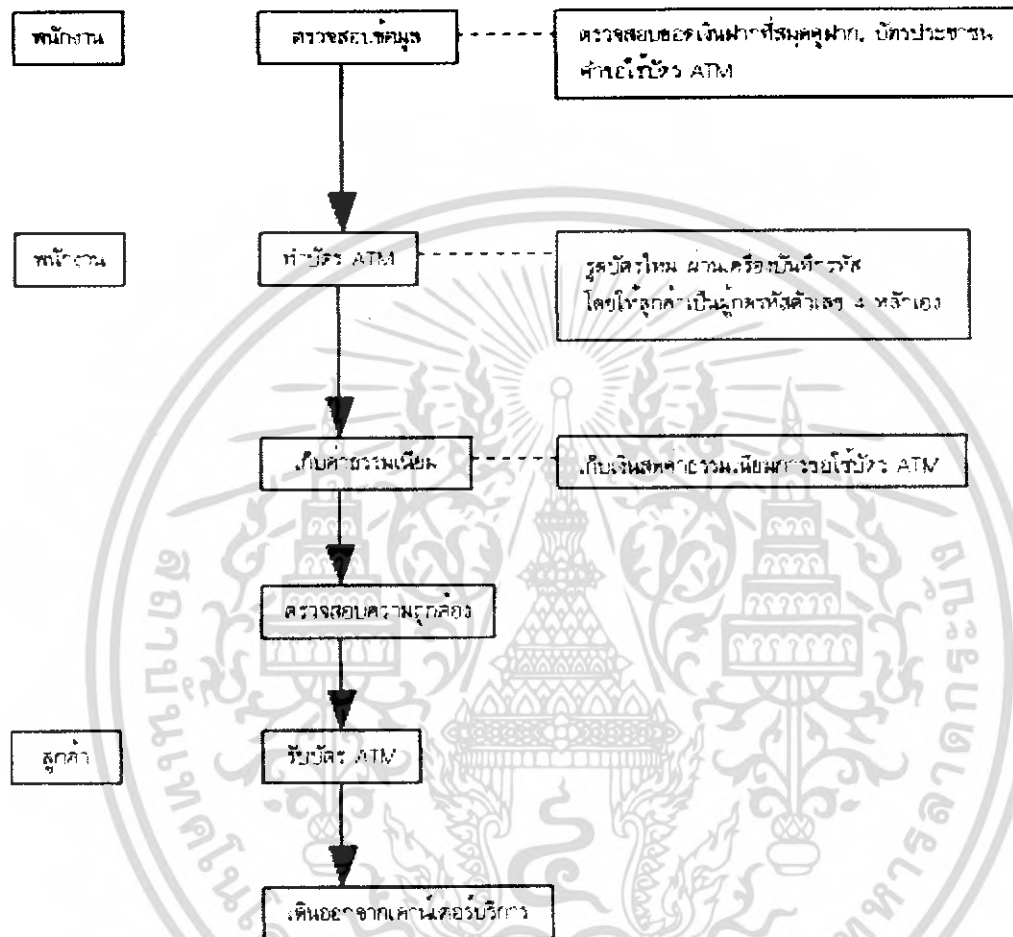 พนักงาน
ตรวจสอบข้อมูล
ตรวจสอบยอดเงินฝากที่สมุดคู่ฝาก, บัตรประชาชน
คำขอใช้บัตร ATM
พนักงาน
ทำบัตร ATM
รูดบัตรใหม่ ผ่านเครื่องบันทึกรหัส
โดยให้ลูกค้าเป็นผู้กดรหัสตัวเลข 4 หลักเอง
เก็บค่าธรรมเนียม
เก็บเงินสดค่าธรรมเนียมการขอใช้บัตร ATM
ตรวจสอบความถูกต้อง
ลูกค้า
รับบัตร ATM
เดินออกจากเคาน์เตอร์บริการ